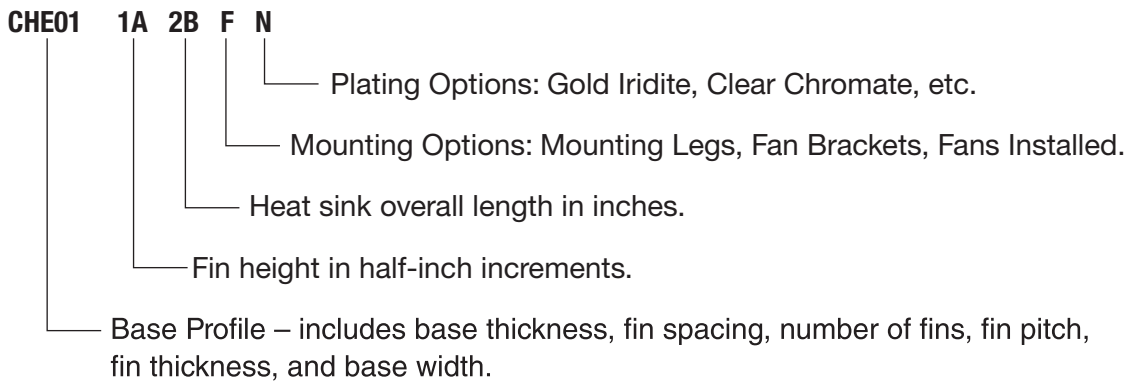 CHE01 1A 2B F N
Plating Options: Gold Iridite, Clear Chromate, etc.
Mounting Options: Mounting Legs, Fan Brackets, Fans Installed.
Heat sink overall length in inches.
Fin height in half-inch increments.
Base Profile – includes base thickness, fin spacing, number of fins, fin pitch,
fin thickness, and base width.